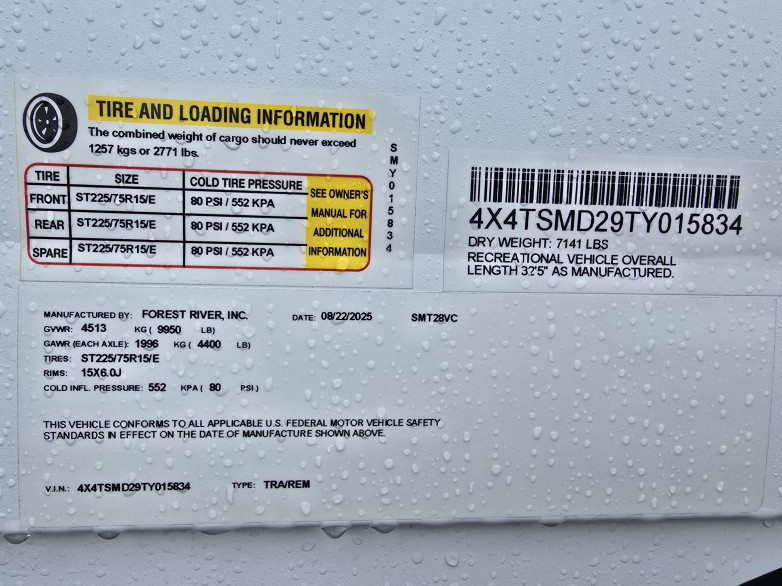 TIRE AND LOADING INFORMATION
The combined weight of cargo should never exceed
1257 kgs or 2771 lbs.
TIRE SIZE COLD TIRE PRESSURE
FRONT ST225/75R15/E 80 PSI / 552 KPA
REAR ST225/75R15/E 80 PSI / 552 KPA
SPARE ST225/75R15/E 80 PSI / 552 KPA
SEE OWNER'S
MANUAL FOR
ADDITIONAL
INFORMATION
SMY015834
4X4TSMD29TY015834
DRY WEIGHT: 7141 LBS
RECREATIONAL VEHICLE OVERALL
LENGTH 32'5" AS MANUFACTURED.
MANUFACTURED BY: FOREST RIVER, INC. DATE: 08/22/2025 SMT28VC
GVWR: 4513 KG ( 9950 LB)
GAWR (EACH AXLE): 1996 KG ( 4400 LB)
TIRES: ST225/75R15/E
RIMS: 15X6.0J
COLD INFL. PRESSURE: 552 KPA ( 80 PSI )
THIS VEHICLE CONFORMS TO ALL APPLICABLE U.S. FEDERAL MOTOR VEHICLE SAFETY
STANDARDS IN EFFECT ON THE DATE OF MANUFACTURE SHOWN ABOVE.
V.I.N.: 4X4TSMD29TY015834 TYPE: TRA/REM